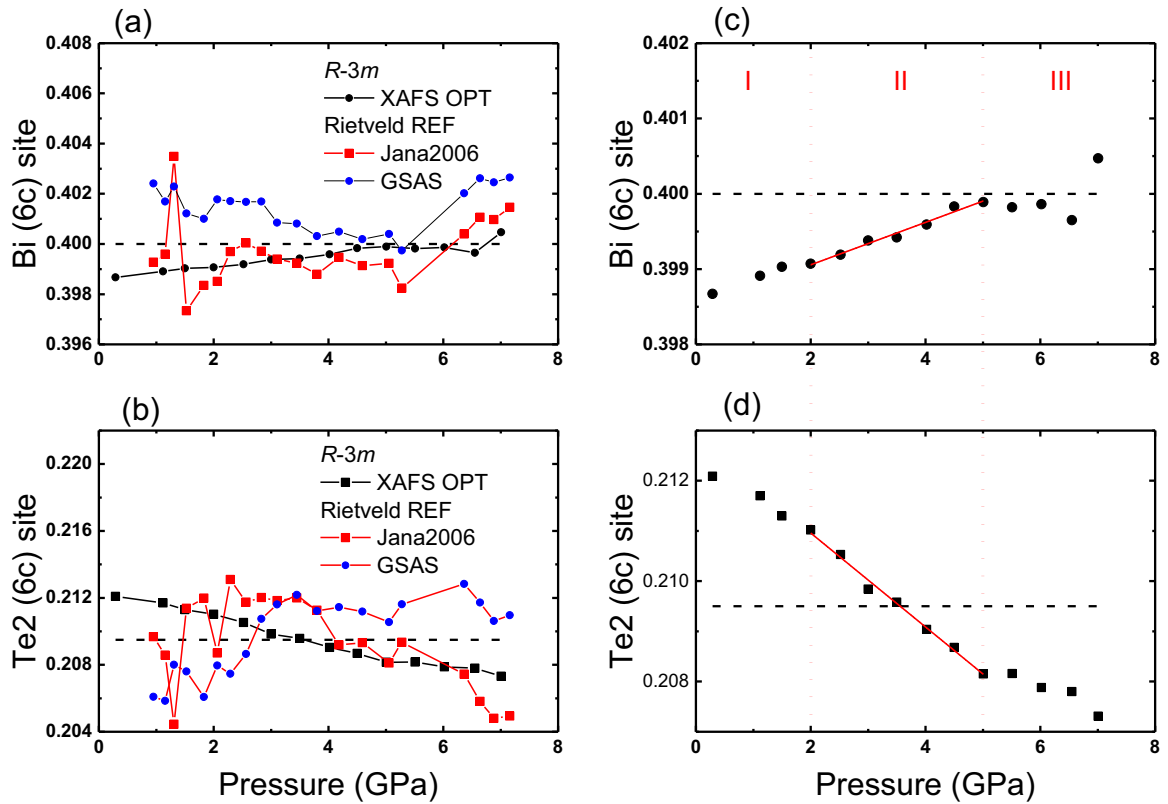 (a)
0.408
0.406
0.404
0.402
0.400
0.398
0.396
Bi (6c) site
R-3m
XAFS OPT
Rietveld REF
Jana2006
GSAS
0 2 4 6 8
(c)
0.402
0.401
0.400
0.399
0.398
Bi (6c) site
I II III
0 2 4 6 8
(b)
0.220
0.216
0.212
0.208
0.204
Te2 (6c) site
R-3m
XAFS OPT
Rietveld REF
Jana2006
GSAS
0 2 4 6 8
Pressure (GPa)
(d)
0.212
0.210
0.208
Te2 (6c) site
0 2 4 6 8
Pressure (GPa)